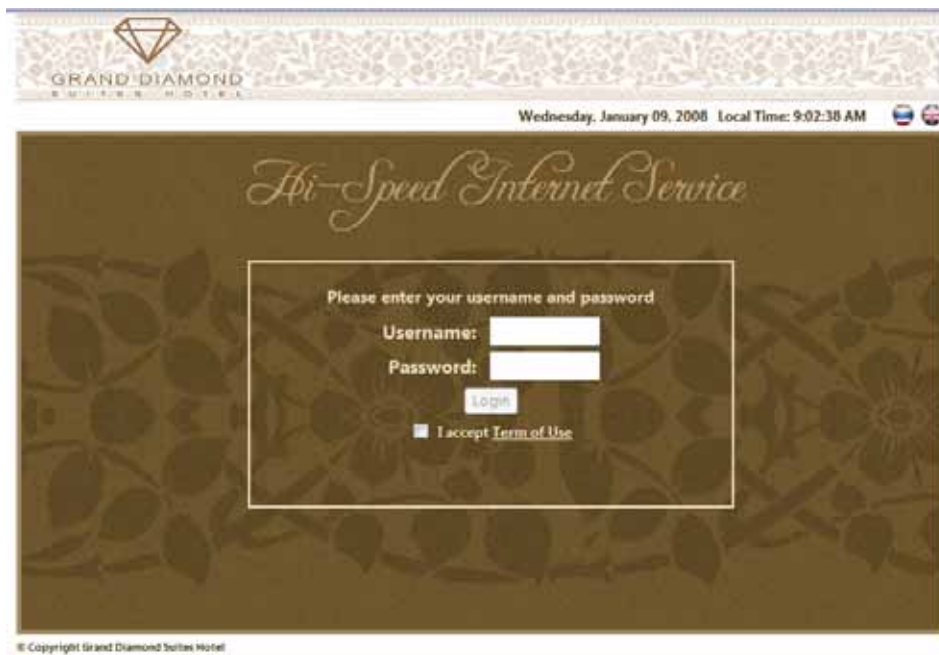 GRAND DIAMOND
SUITES HOTEL
Wednesday, January 09, 2008 Local Time: 9:02:38 AM
Hi-Speed Internet Service
Please enter your username and password
Username:
Password:
Login
I accept Term of Use
© Copyright Grand Diamond Suites Hotel